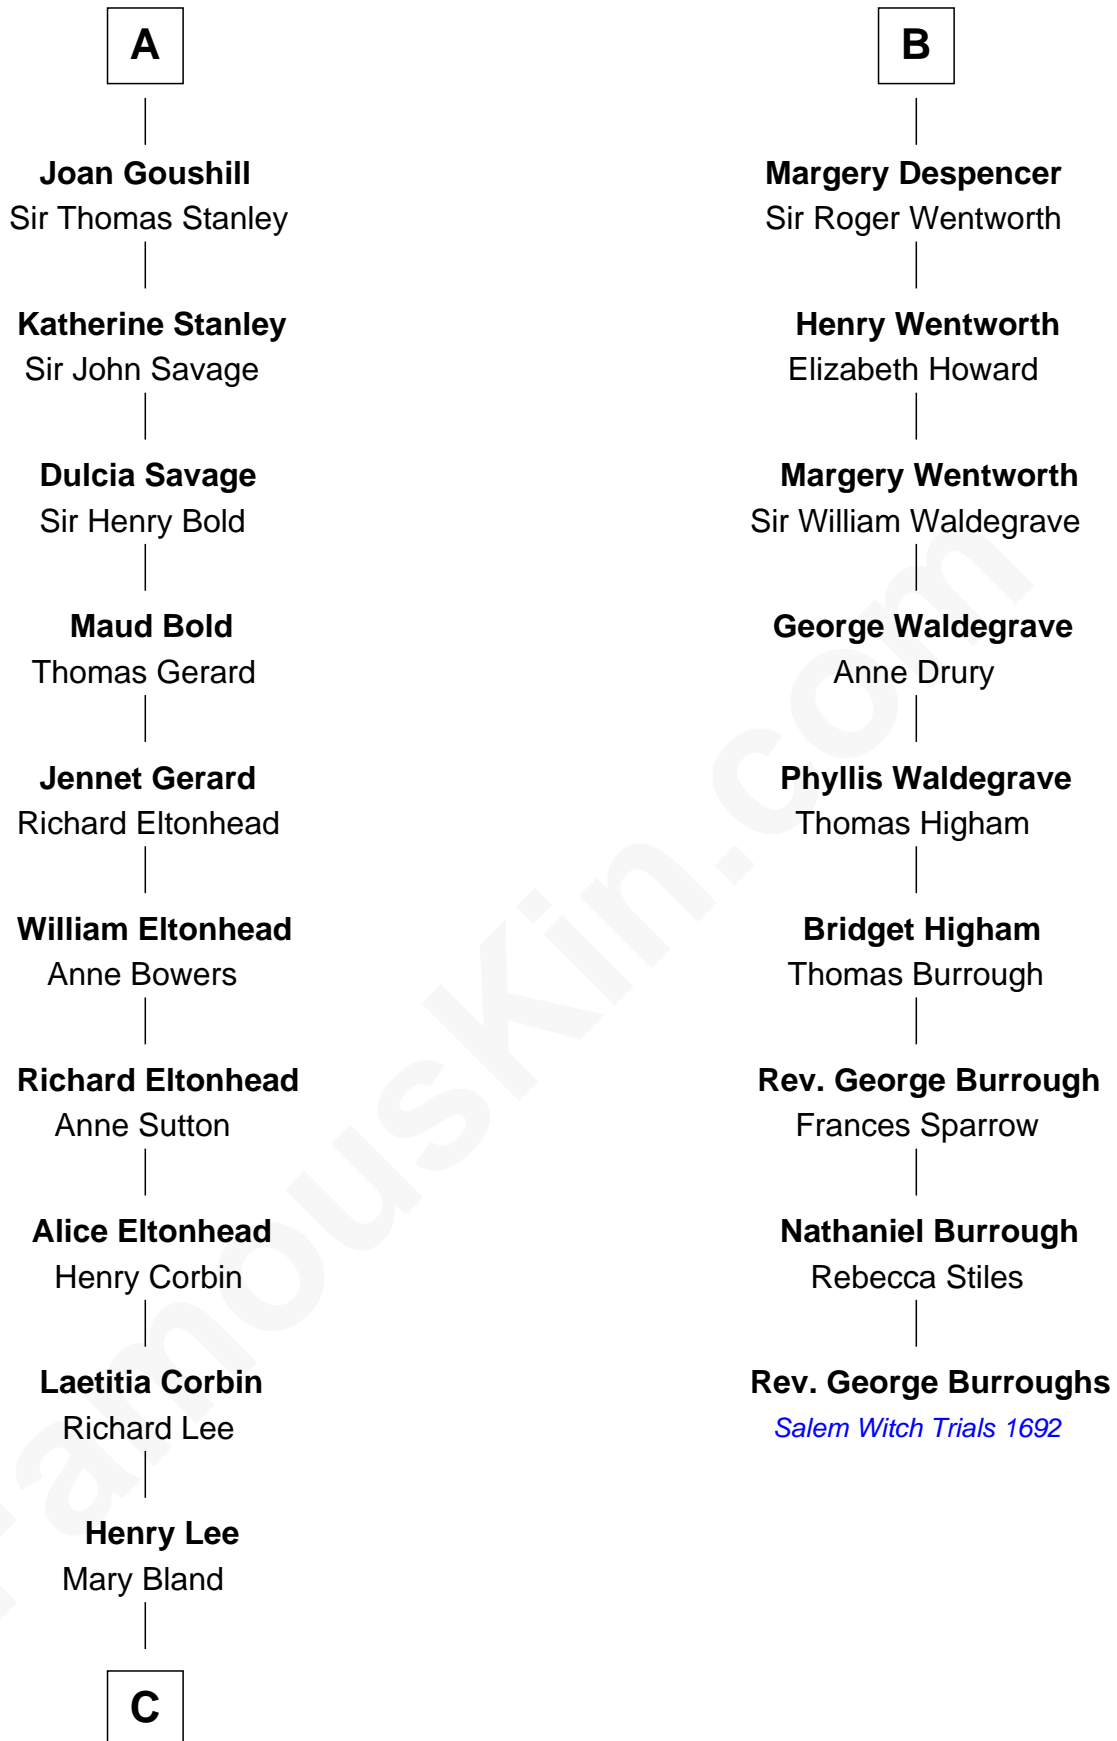 A
Joan Goushill
Sir Thomas Stanley
Katherine Stanley
Sir John Savage
Dulcia Savage
Sir Henry Bold
Maud Bold
Thomas Gerard
Jennet Gerard
Richard Eltonhead
William Eltonhead
Anne Bowers
Richard Eltonhead
Anne Sutton
Alice Eltonhead
Henry Corbin
Laetitia Corbin
Richard Lee
Henry Lee
Mary Bland
C
B
Margery Despencer
Sir Roger Wentworth
Henry Wentworth
Elizabeth Howard
Margery Wentworth
Sir William Waldegrave
George Waldegrave
Anne Drury
Phyllis Waldegrave
Thomas Higham
Bridget Higham
Thomas Burrough
Rev. George Burrough
Frances Sparrow
Nathaniel Burrough
Rebecca Stiles
Rev. George Burroughs
Salem Witch Trials 1692
FamousKin.com